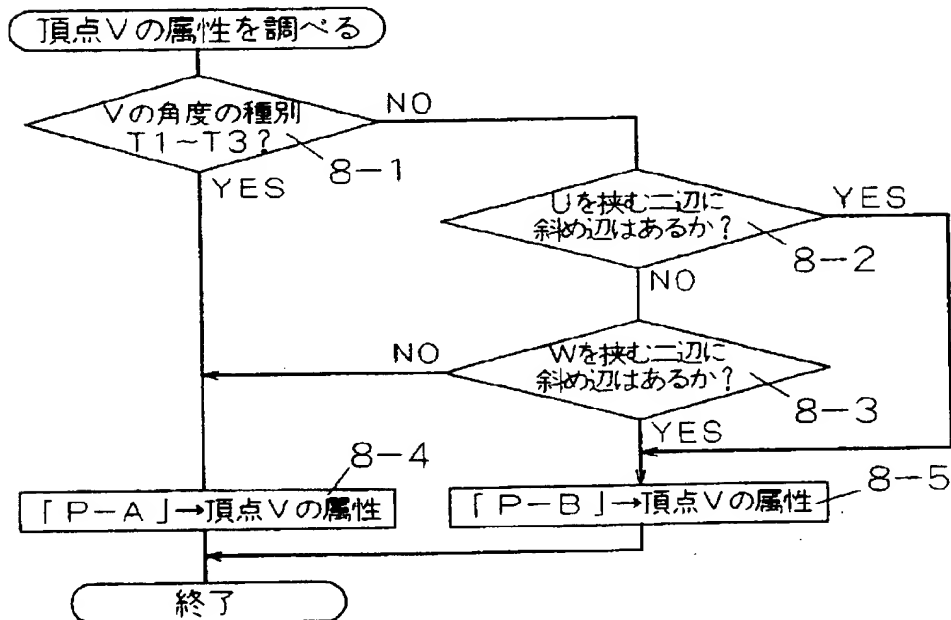 頂点Vの属性を調べる
Vの角度の種別
T1~T3?
NO
8-1
YES
Uを挟む二辺に
斜め辺はあるか?
YES
8-2
NO
NO
Wを挟む二辺に
斜め辺はあるか?
8-3
YES
8-4
8-5
「P-A」→頂点Vの属性
「P-B」→頂点Vの属性
終了